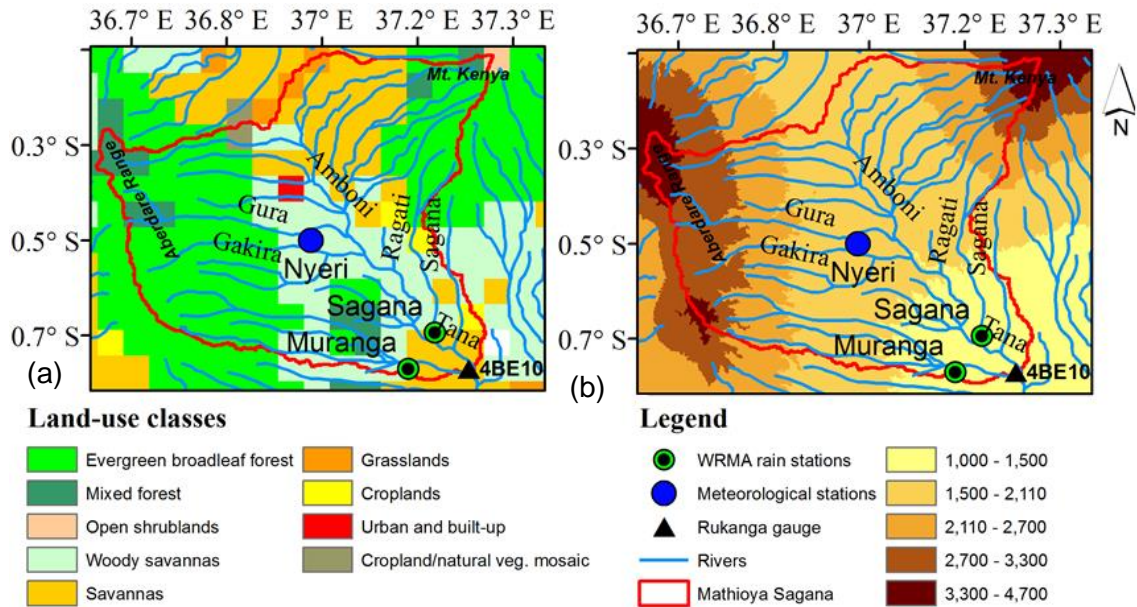 36.7° E 36.8° E 37° E 37.2° E 37.3° E
0.3° S
0.5° S
0.7° S
Mt. Kenya
Aberdare Range
Amboni
Gura
Ragati
Sagana
Gakira
Nyeri
Sagana
Tana
Muranga
4BE10
(a)
36.7° E 36.8° E 37° E 37.2° E 37.3° E
0.3° S
0.5° S
0.7° S
Mt. Kenya
Aberdare Range
Amboni
Gura
Ragati
Sagana
Gakira
Nyeri
Sagana
Tana
Muranga
4BE10
(b)
N
Land-use classes
Evergreen broadleaf forest
Mixed forest
Open shrublands
Woody savannas
Savannas
Grasslands
Croplands
Urban and built-up
Cropland/natural veg. mosaic
Legend
WRMA rain stations
Meteorological stations
Rukanga gauge
Rivers
Mathioya Sagana
1,000 - 1,500
1,500 - 2,110
2,110 - 2,700
2,700 - 3,300
3,300 - 4,700